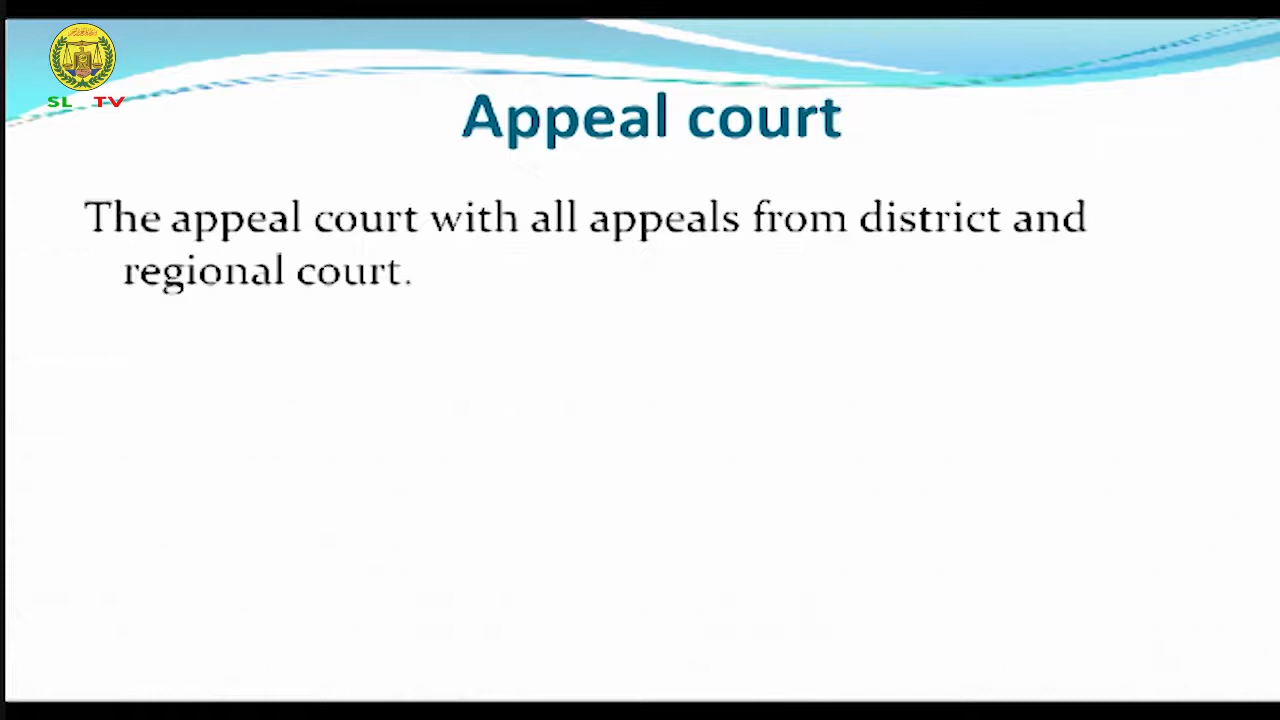 SL TV
Appeal court
The appeal court with all appeals from district and
regional court.